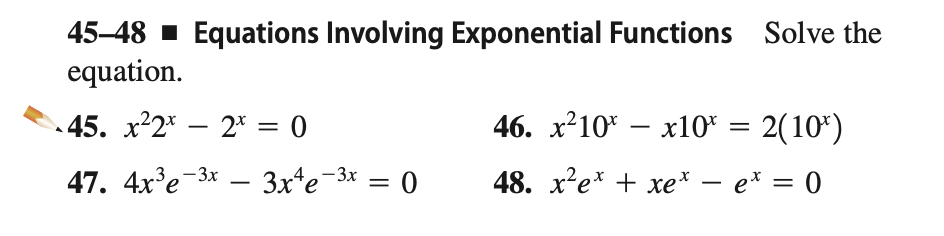 45–48 ■ Equations Involving Exponential Functions Solve the
equation.
45. x²2ˣ − 2ˣ = 0 46. x²10ˣ − x10ˣ = 2(10ˣ)
47. 4x³e⁻³ˣ − 3x⁴e⁻³ˣ = 0 48. x²eˣ + xeˣ − eˣ = 0